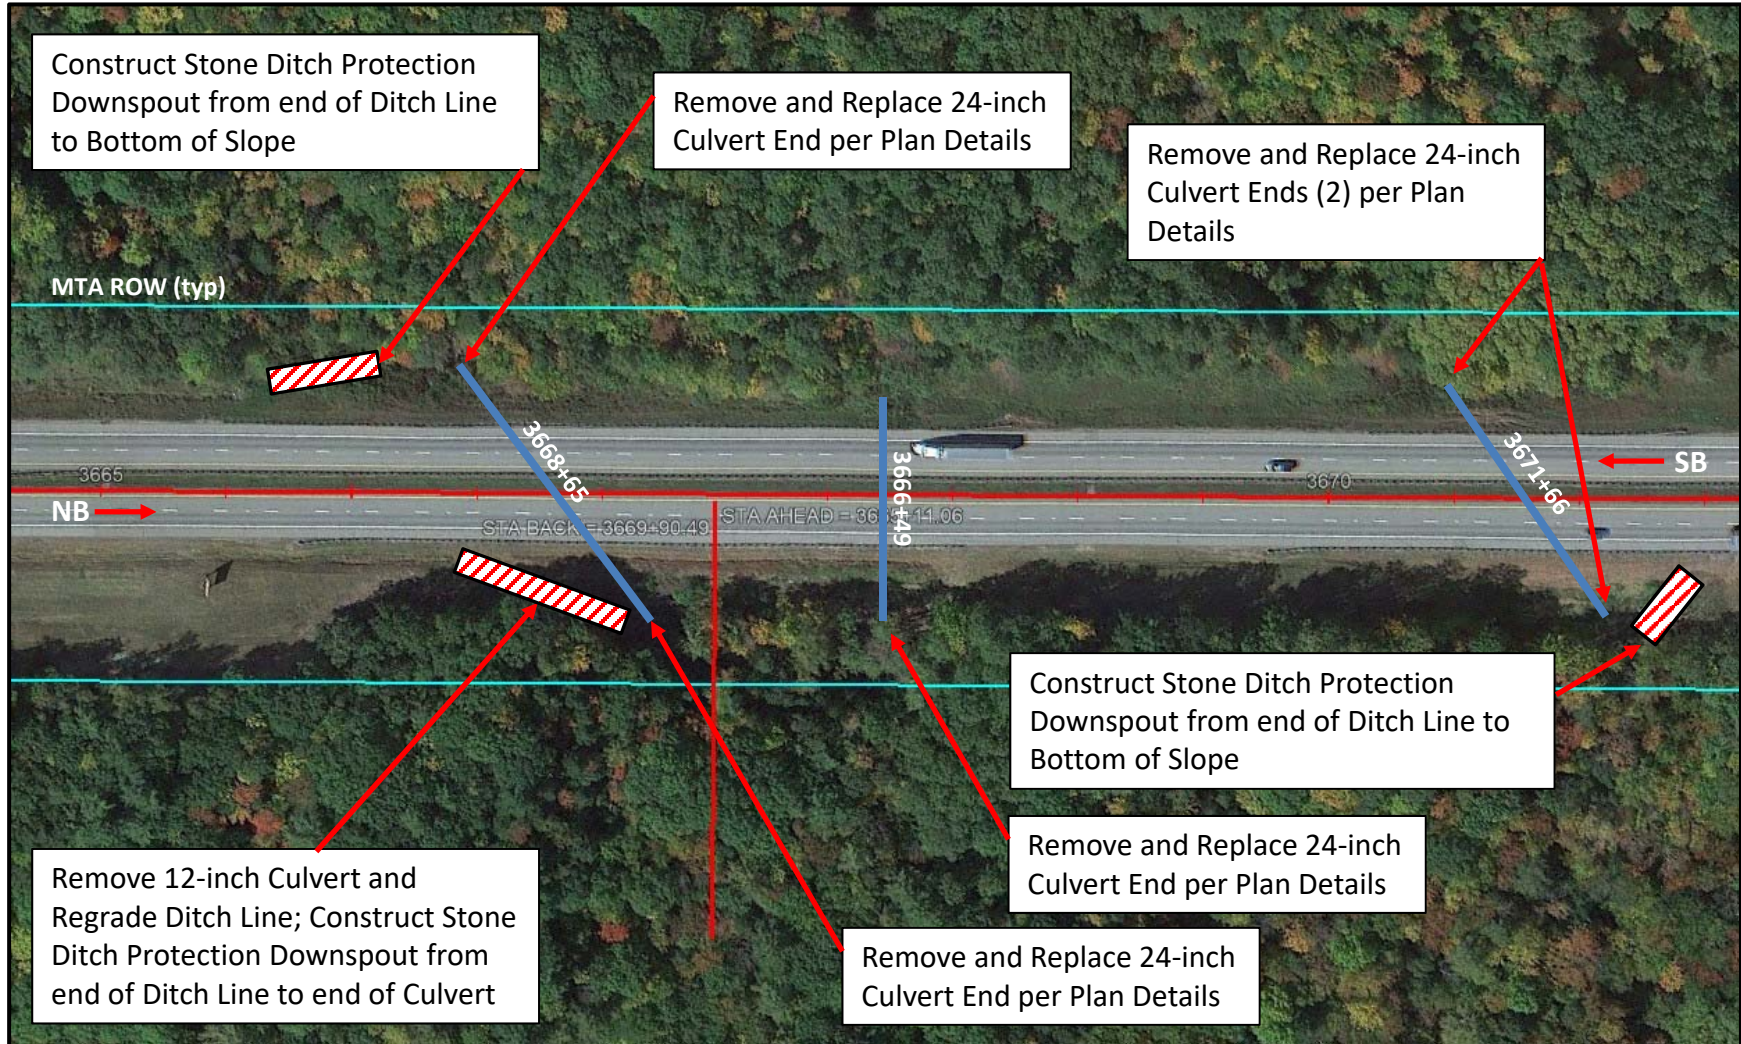 Construct Stone Ditch Protection
Downspout from end of Ditch Line
to Bottom of Slope
Remove and Replace 24-inch
Culvert End per Plan Details
Remove and Replace 24-inch
Culvert Ends (2) per Plan
Details
MTA ROW (typ)
3668+65
3666+49
3671+66
SB
3665
3670
NB
STA BACK = 3669+90.49
STA AHEAD = 3665+11.06
Construct Stone Ditch Protection
Downspout from end of Ditch Line to
Bottom of Slope
Remove and Replace 24-inch
Culvert End per Plan Details
Remove 12-inch Culvert and
Regrade Ditch Line; Construct Stone
Ditch Protection Downspout from
end of Ditch Line to end of Culvert
Remove and Replace 24-inch
Culvert End per Plan Details